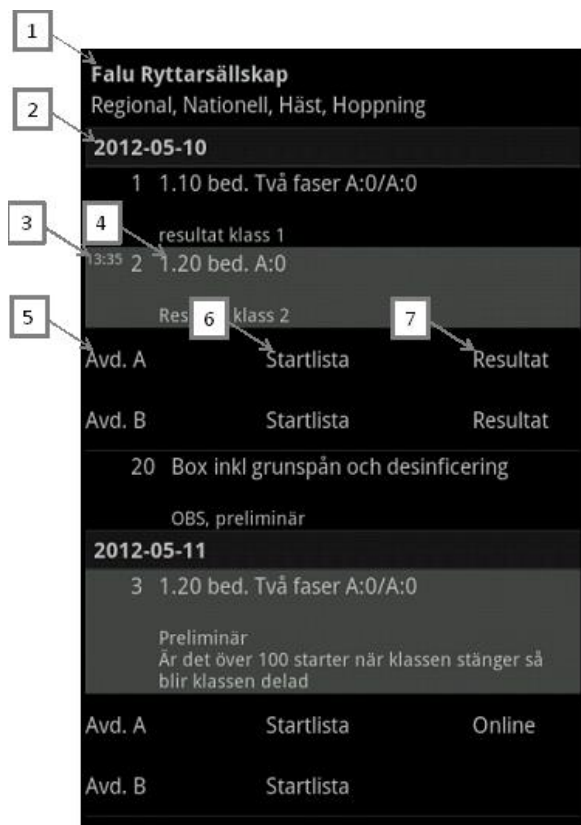 1
Falu Ryttarsällskap
Regional, Nationell, Häst, Hoppning
2
2012-05-10
1 1.10 bed. Två faser A:0/A:0
resultat klass 1
3
4
13:35 2 1.20 bed. A:0
klass 2
5
6
7
Avd. A Startlista Resultat
Avd. B Startlista Resultat
20 Box inkl grunspån och desinficering
OBS, preliminär
2012-05-11
3 1.20 bed. Två faser A:0/A:0
Preliminär
Är det över 100 starter när klassen stänger så
blir klassen delad
Avd. A Startlista Online
Avd. B Startlista